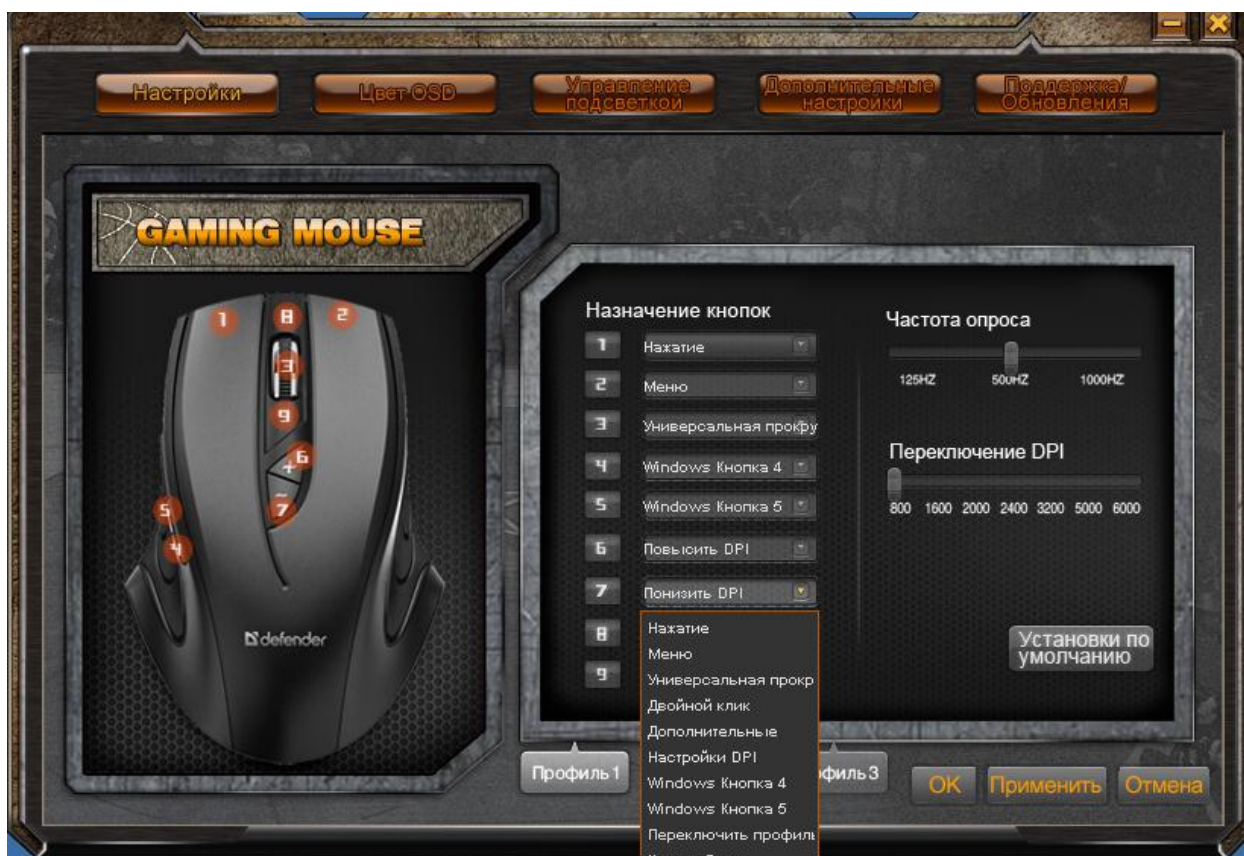 Настройки
Цвет OSD
Управление
подсветкой
Дополнительные
настройки
Поддержка/
Обновления
GAMING MOUSE
1
8
2
3
9
6
+
7
5
4
defender
Назначение кнопок
1 Нажатие
2 Меню
3 Универсальная прокру
4 Windows Кнопка 4
5 Windows Кнопка 5
6 Повысить DPI
7 Понизить DPI
8
9
Нажатие
Меню
Универсальная прокр
Двойной клик
Дополнительные
Настройки DPI
Windows Кнопка 4
Windows Кнопка 5
Переключить профиль
Частота опроса
125HZ 500HZ 1000HZ
Переключение DPI
800 1600 2000 2400 3200 5000 6000
Установки по
умолчанию
Профиль1
филь3
OK
Применить
Отмена